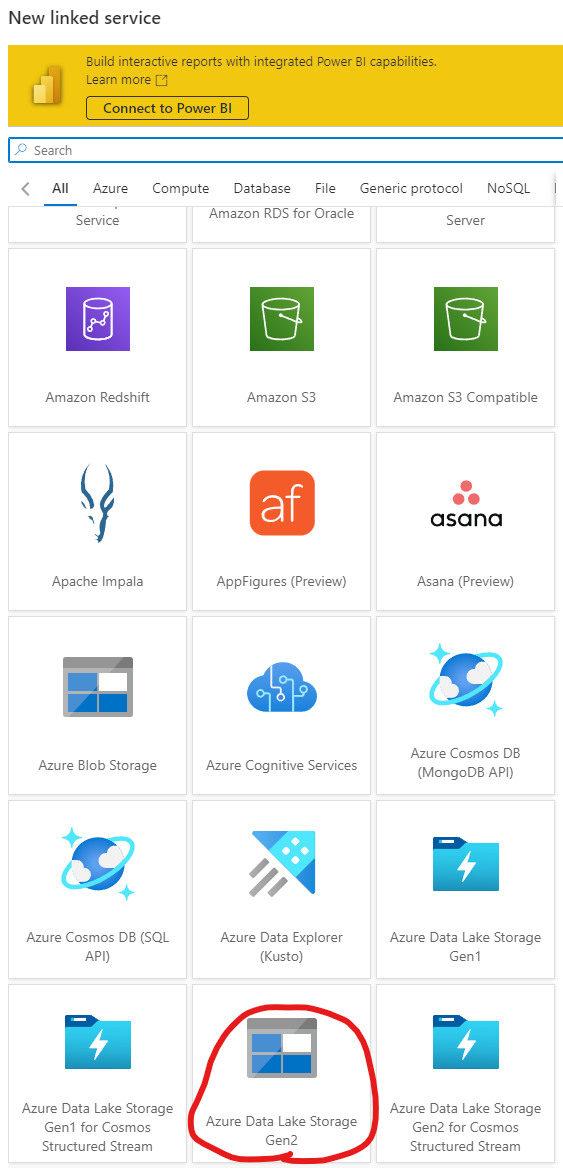 New linked service
Build interactive reports with integrated Power BI capabilities.
Learn more
Connect to Power BI
Search
All Azure Compute Database File Generic protocol NoSQL
Service
Amazon RDS for Oracle
Server
Amazon Redshift
Amazon S3
Amazon S3 Compatible
af
asana
Apache Impala
AppFigures (Preview)
Asana (Preview)
Azure Blob Storage
Azure Cognitive Services
Azure Cosmos DB
(MongoDB API)
Azure Cosmos DB (SQL
API)
Azure Data Explorer
(Kusto)
Azure Data Lake Storage
Gen1
Azure Data Lake Storage
Gen1 for Cosmos
Structured Stream
Azure Data Lake Storage
Gen2
Azure Data Lake Storage
Gen2 for Cosmos
Structured Stream